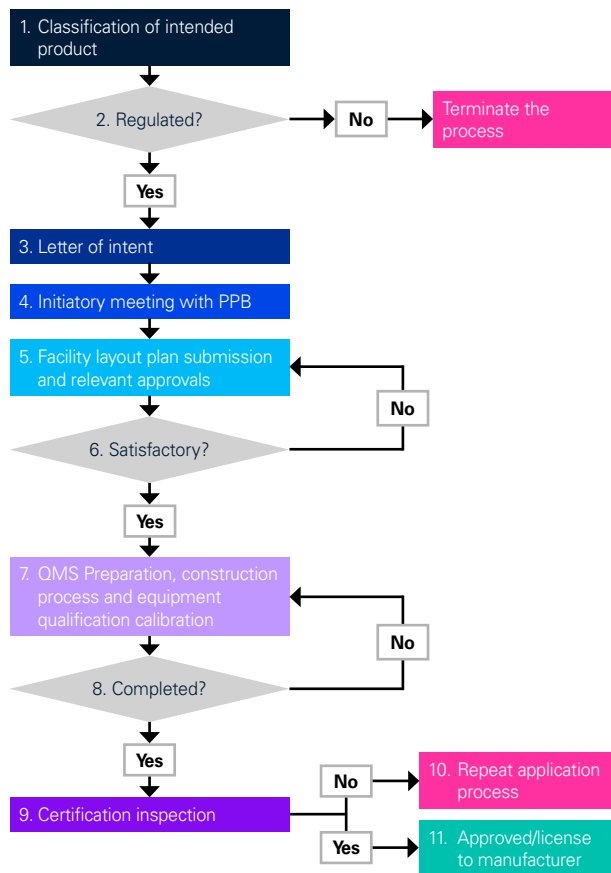 1. Classification of intended
product
2. Regulated?
No
Terminate the
process
Yes
3. Letter of intent
4. Initiatory meeting with PPB
5. Facility layout plan submission
and relevant approvals
No
6. Satisfactory?
Yes
7. QMS Preparation, construction
process and equipment
qualification calibration
No
8. Completed?
Yes
9. Certification inspection
No
10. Repeat application
process
Yes
11. Approved/license
to manufacturer